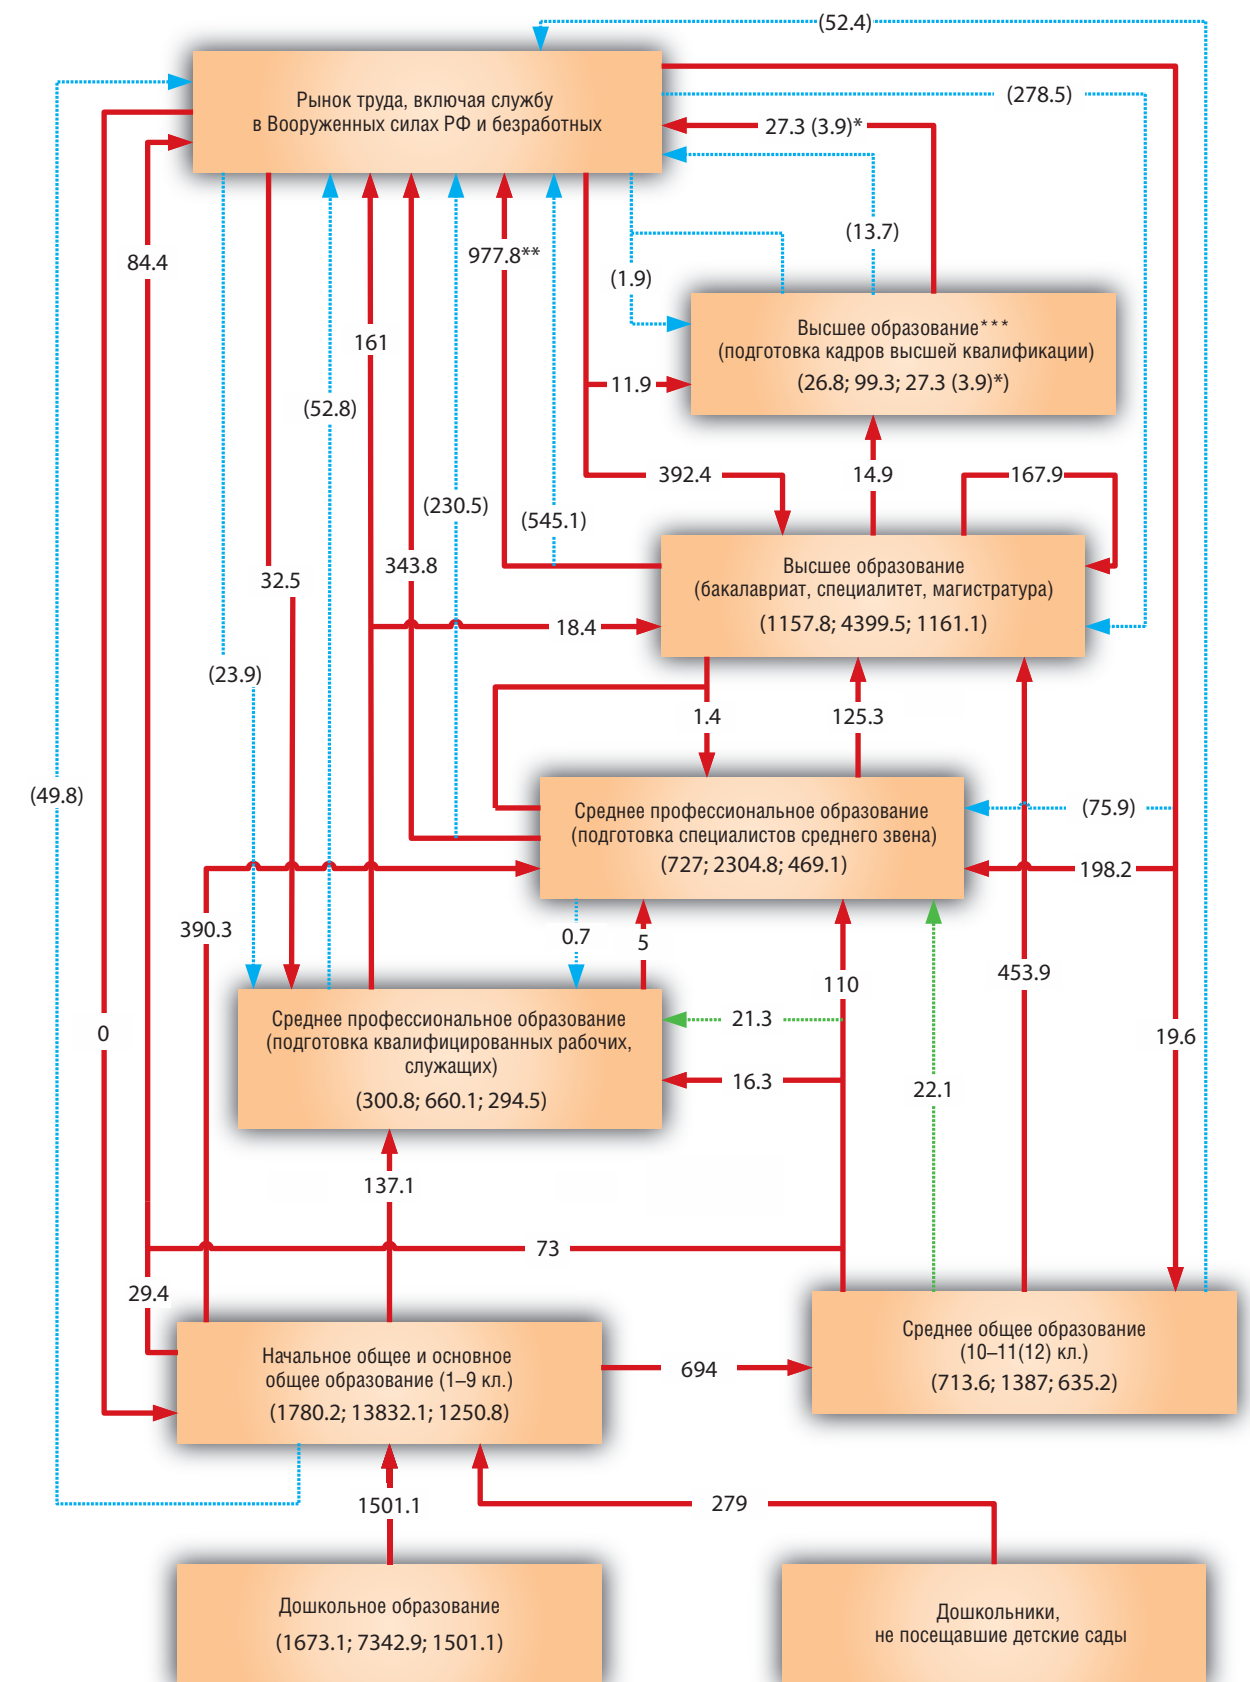 (52.4)
Рынок труда, включая службу
в Вооруженных силах РФ и безработных
(278.5)
27.3 (3.9)*
(13.7)
84.4
977.8**
(1.9)
Высшее образование***
(подготовка кадров высшей квалификации)
(26.8; 99.3; 27.3 (3.9)*)
161
11.9
(52.8)
392.4
14.9
167.9
(230.5)
(545.1)
343.8
32.5
Высшее образование
(бакалавриат, специалитет, магистратура)
(1157.8; 4399.5; 1161.1)
18.4
(23.9)
1.4
125.3
(49.8)
Среднее профессиональное образование
(подготовка специалистов среднего звена)
(727; 2304.8; 469.1)
(75.9)
198.2
390.3
0.7
5
110
453.9
Среднее профессиональное образование
(подготовка квалифицированных рабочих,
служащих)
(300.8; 660.1; 294.5)
21.3
0
19.6
16.3
22.1
137.1
73
29.4
Начальное общее и основное
общее образование (1–9 кл.)
(1780.2; 13832.1; 1250.8)
694
Среднее общее образование
(10–11(12) кл.)
(713.6; 1387; 635.2)
1501.1
279
Дошкольное образование
(1673.1; 7342.9; 1501.1)
Дошкольники,
не посещавшие детские сады